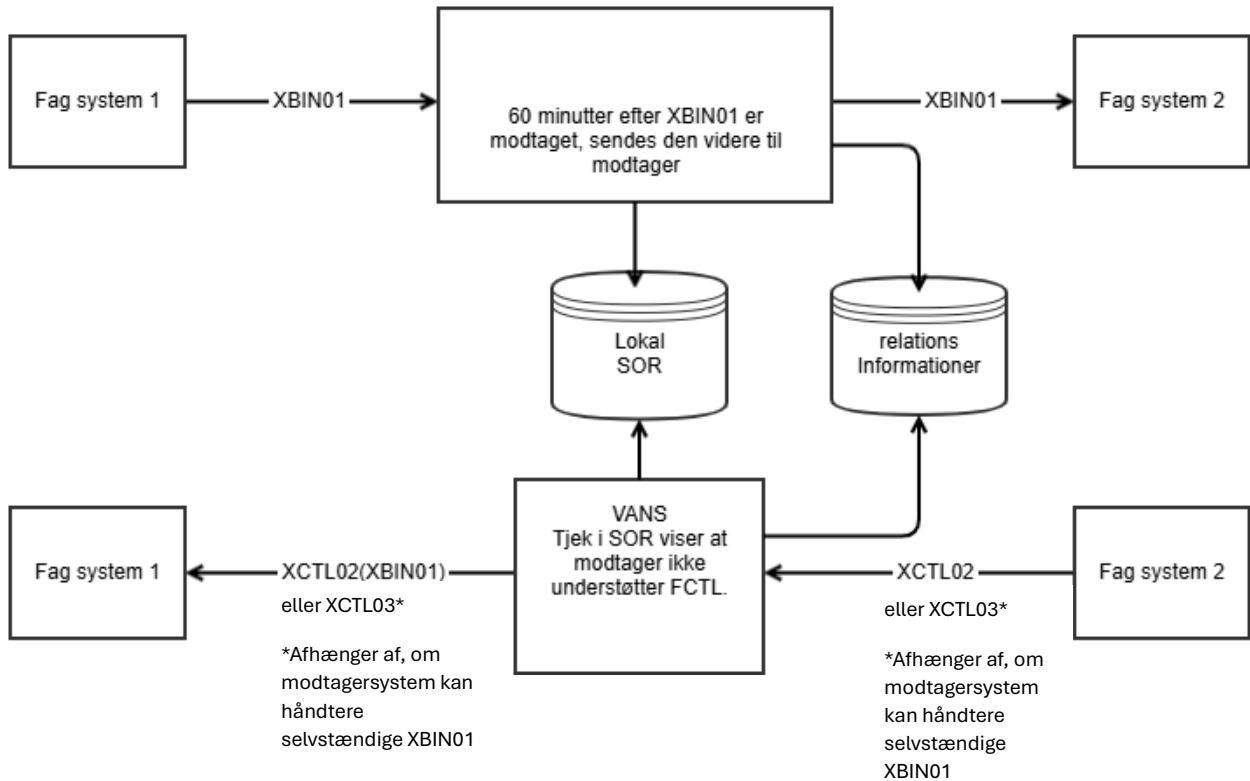 Fag system 1
XBIN01
60 minutter efter XBIN01 er
modtaget, sendes den videre til
modtager
XBIN01
Fag system 2
Lokal
SOR
relations
Informationer
Fag system 1
XCTL02(XBIN01)
eller XCTL03*
*Afhænger af, om
modtagersystem kan
håndtere
selvstændige XBIN01
VANS
Tjek i SOR viser at
modtager ikke
understøtter FCTL.
XCTL02
eller XCTL03*
*Afhænger af, om
modtagersystem
kan håndtere
selvstændige
XBIN01
Fag system 2